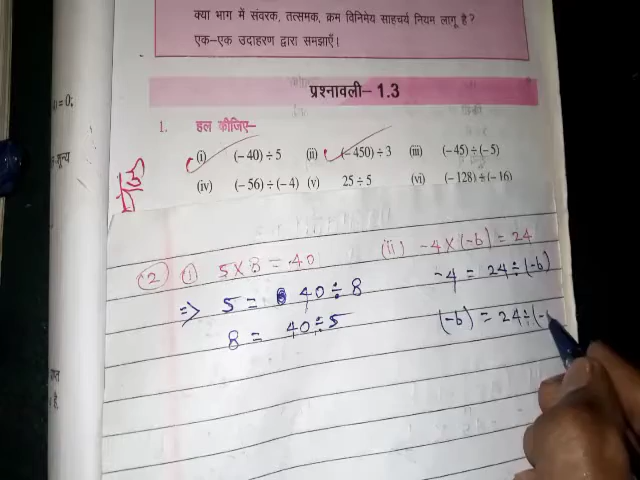 क्या भाग में संवरक, तत्समक, क्रम विनिमेय साहचर्य नियम लागू है?
एक-एक उदाहरण द्वारा समझाएँ।
प्रश्नावली–1.3
1. हल कीजिए–
(i) (– 40) ÷ 5 (ii) (– 450) ÷ 3 (iii) (– 45) ÷ (– 5)
(iv) (– 56) ÷ (– 4) (v) 25 ÷ 5 (vi) (– 128) ÷ (– 16)
(2) (i) 5 × 8 = 40 (ii) -4 × (-6) = 24
=> 5 = 40 ÷ 8 -4 = 24 ÷ (-6)
8 = 40 ÷ 5 (-6) = 24 ÷ (-